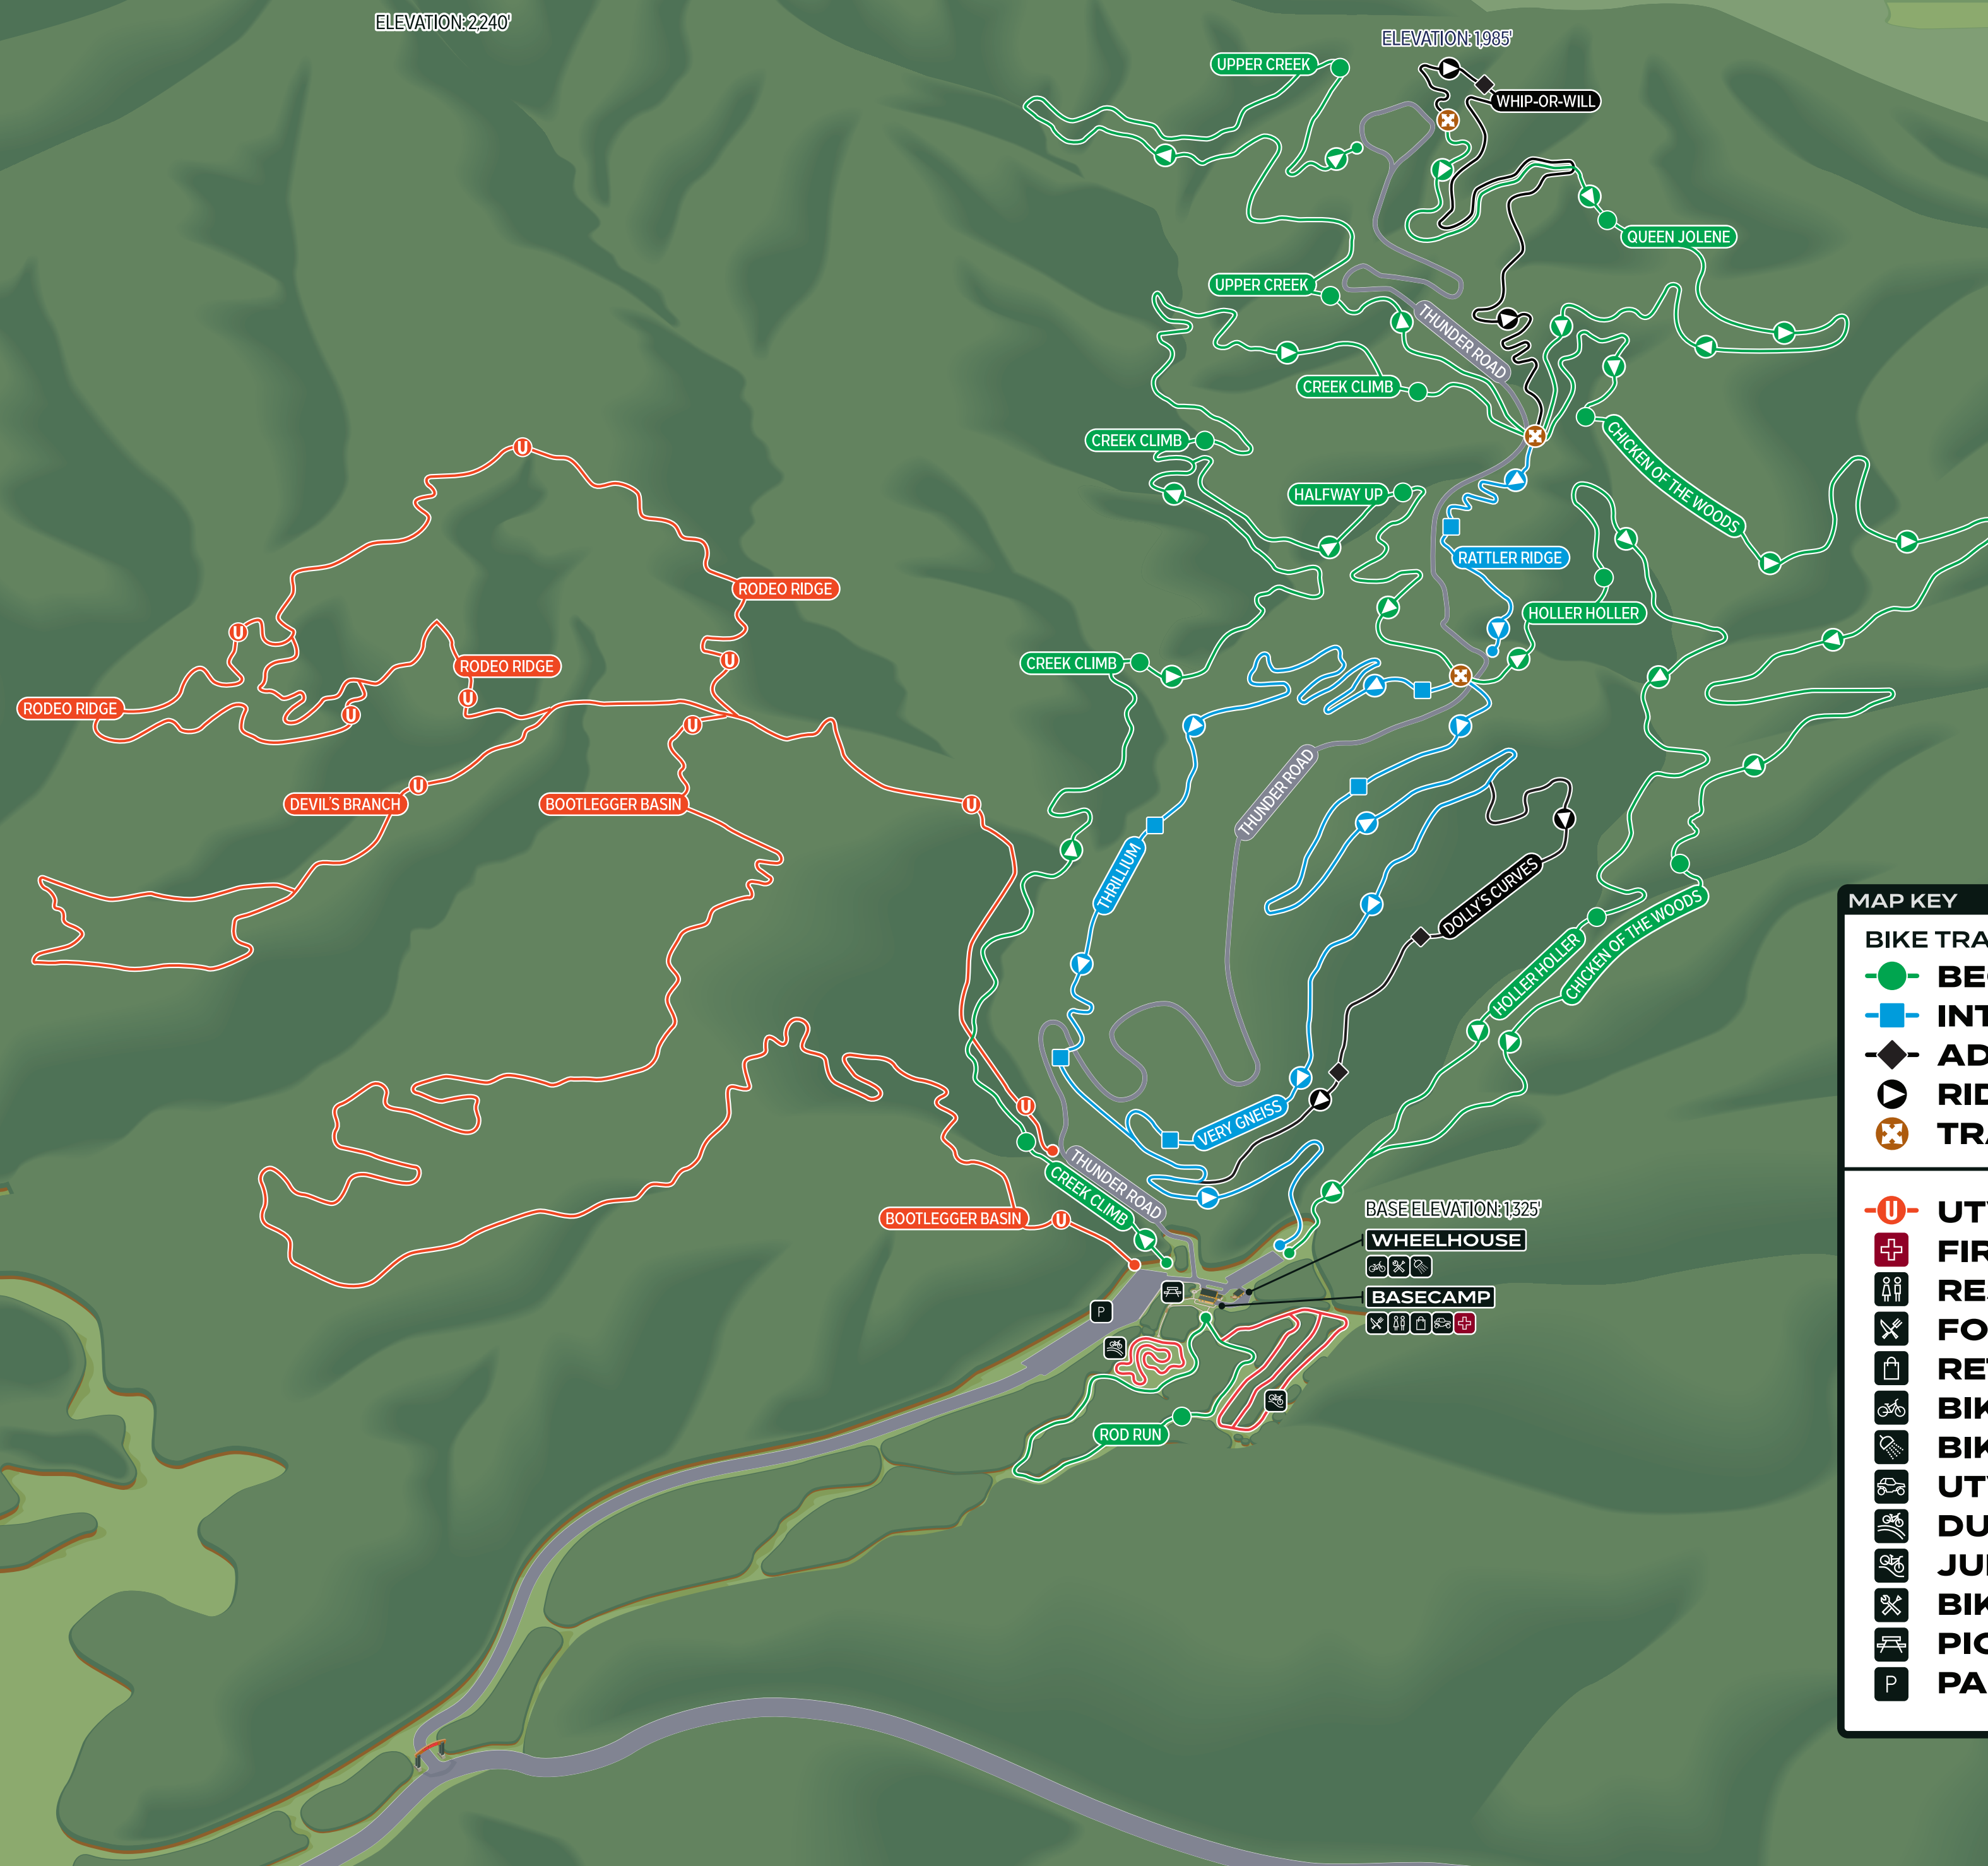 ELEVATION: 2,240'
ELEVATION: 1,985'
UPPER CREEK
WHIP-OR-WILL
QUEEN JOLENE
UPPER CREEK
THUNDER ROAD
CREEK CLIMB
CREEK CLIMB
CHICKEN OF THE WOODS
HALFWAY UP
RATTLER RIDGE
U
RODEO RIDGE
HOLLER HOLLER
U
U
RODEO RIDGE
CREEK CLIMB
U
RODEO RIDGE
U
U
THUNDER ROAD
U
DEVIL'S BRANCH
BOOTLEGGER BASIN
U
THRILLIUM
DOLLY'S CURVES
HOLLER HOLLER
CHICKEN OF THE WOODS
MAP KEY
BIKE TRA
BE
INT
AD
RID
TRA
U
VERY GNEISS
THUNDER ROAD
CREEK CLIMB
BOOTLEGGER BASIN
U
BASE ELEVATION: 1,325'
WHEELHOUSE
BASECAMP
P
ROD RUN
U
UT
FIR
RE
FO
RE
BIK
BIK
UT
DU
JU
BIK
PIC
P
PA